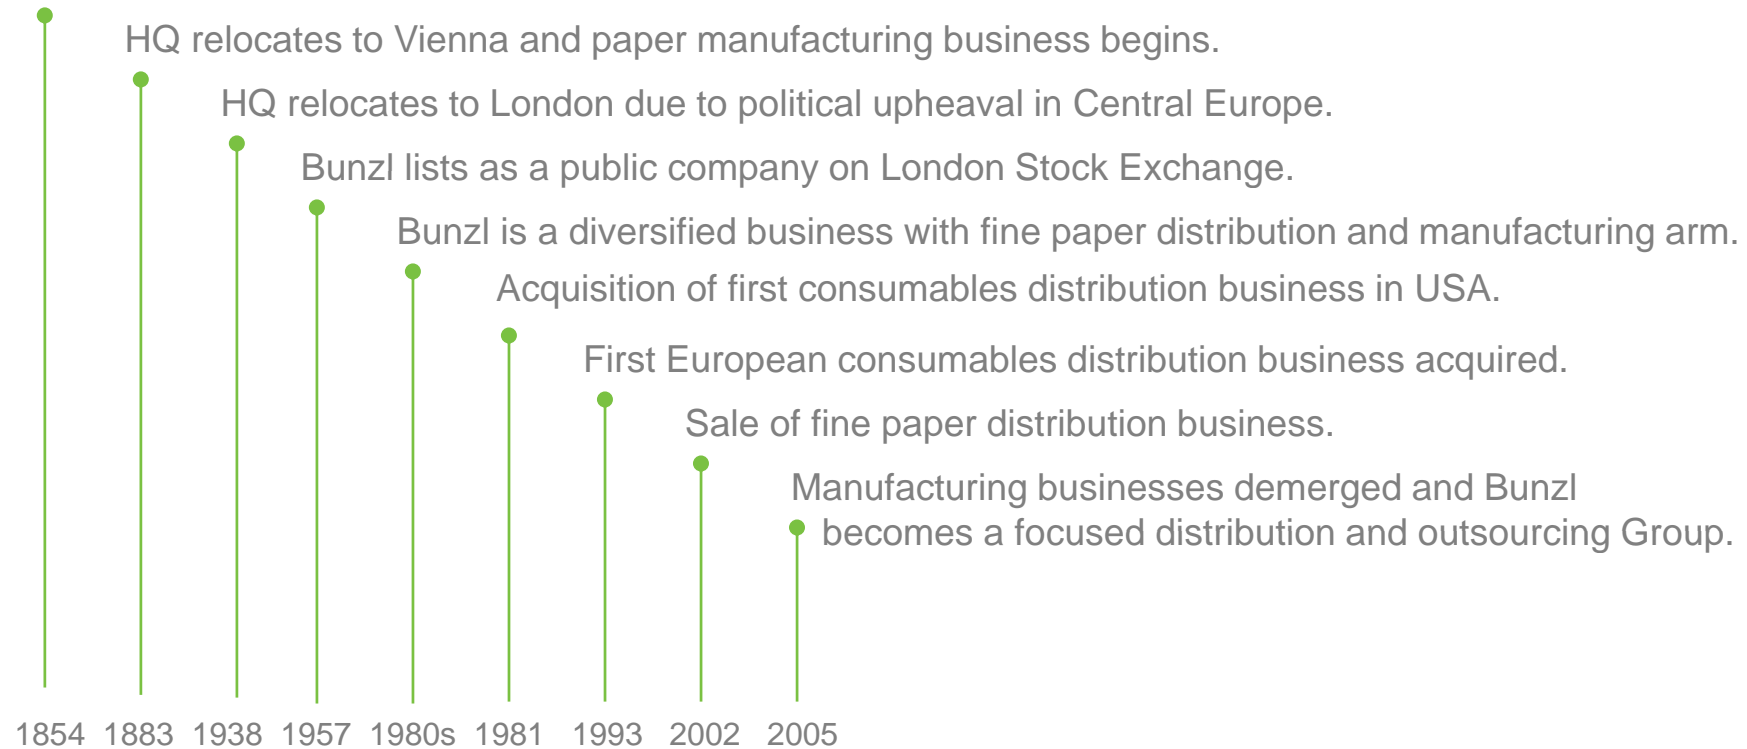 HQ relocates to Vienna and paper manufacturing business begins.
HQ relocates to London due to political upheaval in Central Europe.
Bunzl lists as a public company on London Stock Exchange.
Bunzl is a diversified business with fine paper distribution and manufacturing arm.
Acquisition of first consumables distribution business in USA.
First European consumables distribution business acquired.
Sale of fine paper distribution business.
Manufacturing businesses demerged and Bunzl
becomes a focused distribution and outsourcing Group.
1854 1883 1938 1957 1980s 1981 1993 2002 2005